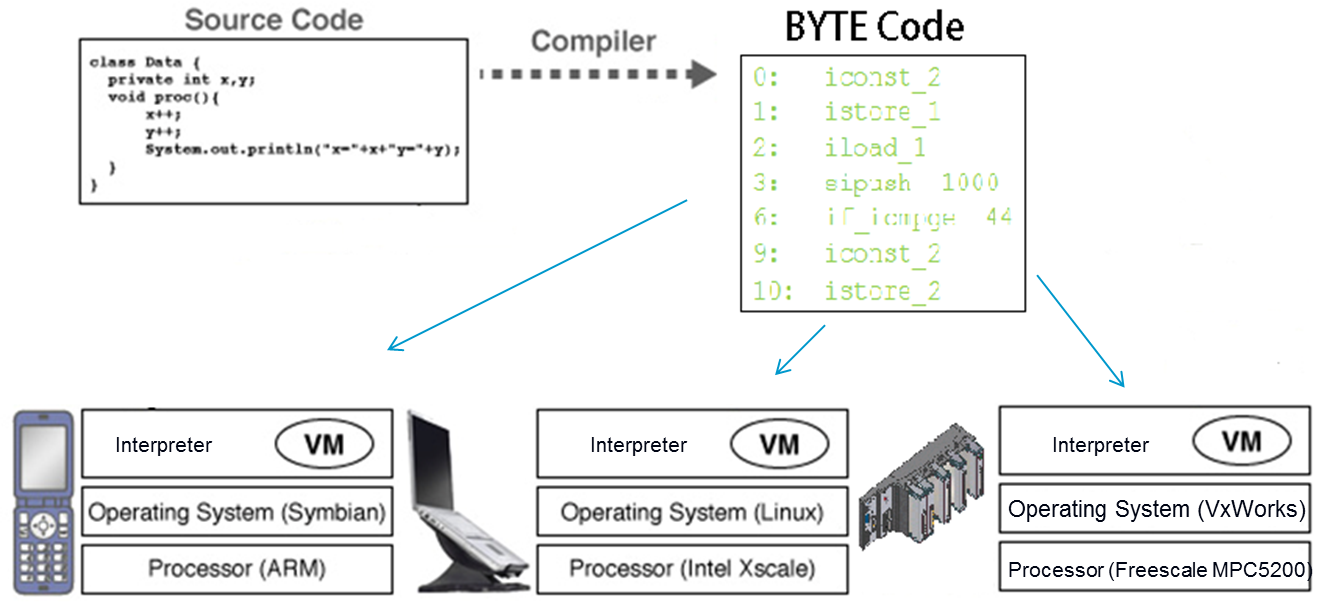 Source Code
class Data {
private int x,y;
void proc(){
x++;
y++;
System.out.println("x="+x+"y="+y);
}
}
Compiler
BYTE Code
0: iconst_2
1: istore_1
2: iload_1
3: sipush 1000
6: if_icmpge 44
9: iconst_2
10: istore_2
Interpreter VM
Operating System (Symbian)
Processor (ARM)
Interpreter VM
Operating System (Linux)
Processor (Intel Xscale)
Interpreter VM
Operating System (VxWorks)
Processor (Freescale MPC5200)